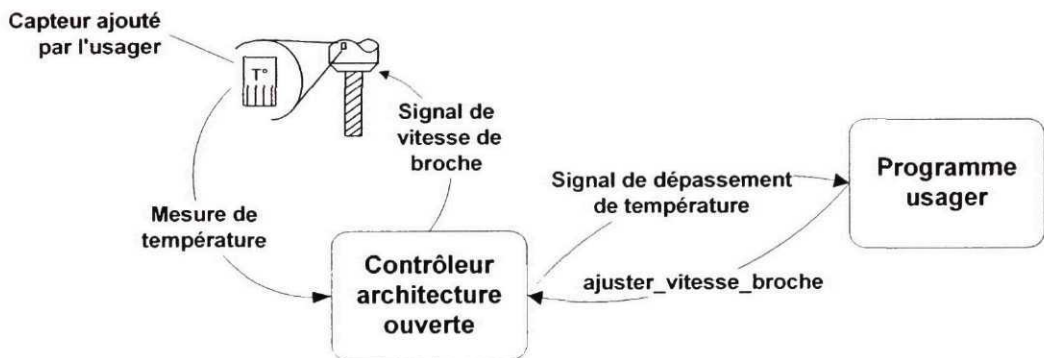 Capteur ajouté
par l'usager
T°
Signal de
vitesse de
broche
Mesure de
température
Contrôleur
architecture
ouverte
Signal de dépassement
de température
ajuster_vitesse_broche
Programme
usager